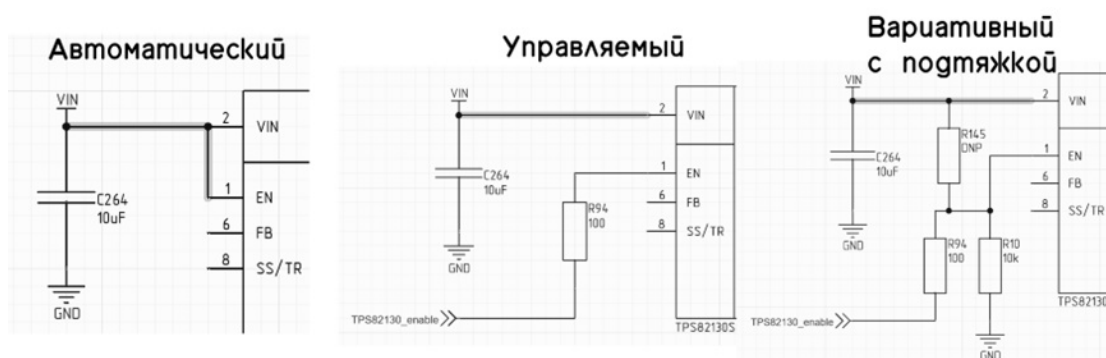 Автоматический
VIN
2
VIN
1
EN
C264
10uF
6
FB
8
SS/TR
GND
Управляемый
VIN
2
VIN
C264
10uF
1
EN
R94
100
6
FB
8
SS/TR
GND
TPS82130_enable
TPS82130S
Вариативный
с подтяжкой
VIN
2
VIN
R145
DNP
C264
10uF
1
EN
6
FB
8
SS/TR
GND
R94
100
R10
10k
TPS82130_enable
TPS82130
GND